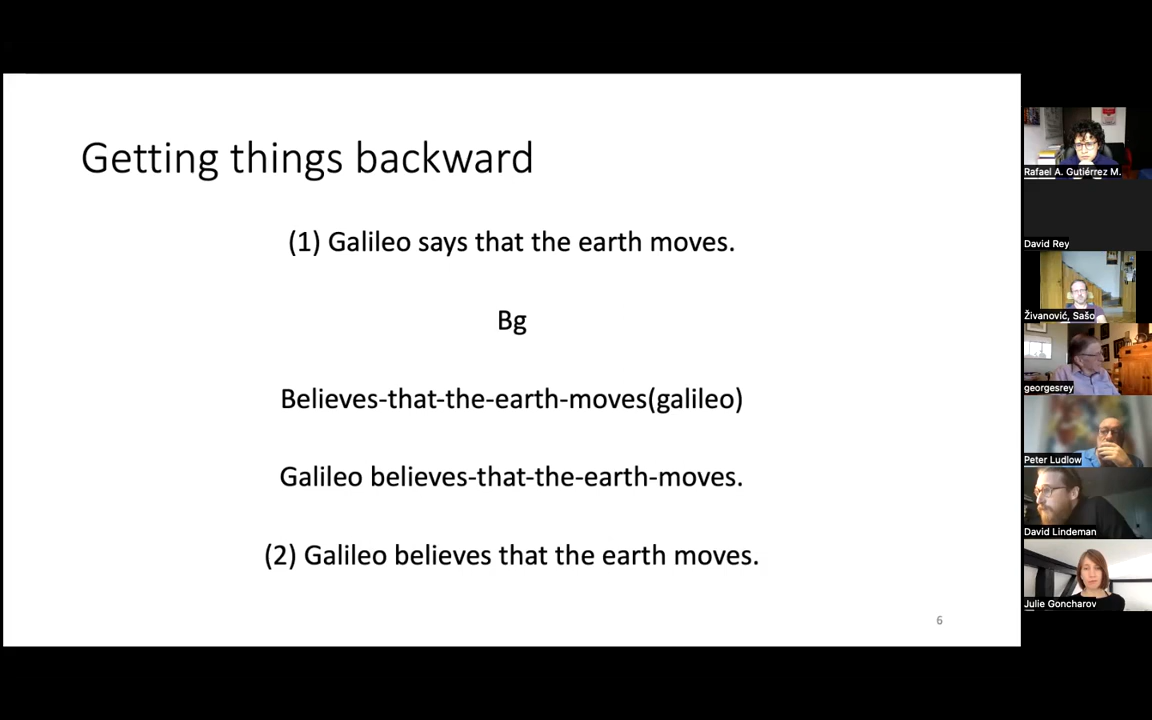 Getting things backward
(1) Galileo says that the earth moves.
Bg
Believes-that-the-earth-moves(galileo)
Galileo believes-that-the-earth-moves.
(2) Galileo believes that the earth moves.
6
Rafael A. Gutiérrez M.
David Rey
Živanović, Sašo
georgesrey
Peter Ludlow
David Lindeman
Julie Goncharov